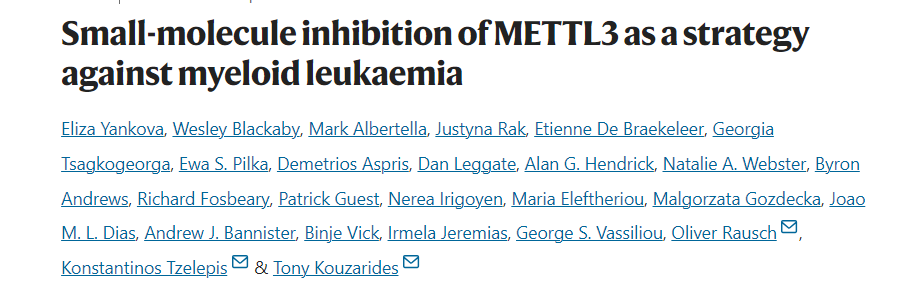 Small-molecule inhibition of METTL3 as a strategy
against myeloid leukaemia
Eliza Yankova, Wesley Blackaby, Mark Albertella, Justyna Rak, Etienne De Braekeleer, Georgia
Tsagkogeorga, Ewa S. Pilka, Demetrios Aspris, Dan Leggate, Alan G. Hendrick, Natalie A. Webster, Byron
Andrews, Richard Fosbeary, Patrick Guest, Nerea Irigoyen, Maria Eleftheriou, Malgorzata Gozdecka, Joao
M. L. Dias, Andrew J. Bannister, Binje Vick, Irmela Jeremias, George S. Vassiliou, Oliver Rausch,
Konstantinos Tzelepis & Tony Kouzarides